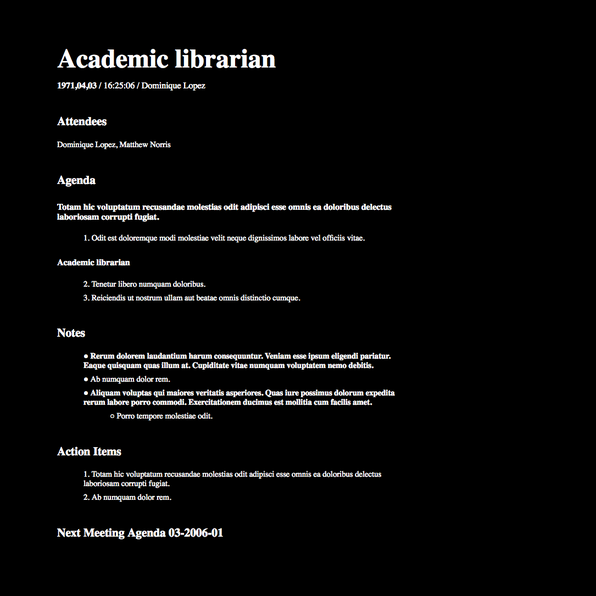 Academic librarian
1971,04,03 / 16:25:06 / Dominique Lopez
Attendees
Dominique Lopez, Matthew Norris
Agenda
Totam hic voluptatum recusandae molestias odit adipisci esse omnis ea doloribus delectus
laboriosam corrupti fugiat.
1. Odit est doloremque modi molestiae velit neque dignissimos labore vel officiis vitae.
Academic librarian
2. Tenetur libero numquam doloribus.
3. Reiciendis ut nostrum ullam aut beatae omnis distinctio cumque.
Notes
● Rerum dolorem laudantium harum consequuntur. Veniam esse ipsum eligendi pariatur.
Eaque quisquam quas illum at. Cupiditate vitae numquam voluptatem nemo debitis.
● Ab numquam dolor rem.
● Aliquam voluptas qui maiores veritatis asperiores. Quas iure possimus dolorum expedita
rerum labore porro commodi. Exercitationem ducimus est mollitia cum facilis amet.
○ Porro tempore molestiae odit.
Action Items
1. Totam hic voluptatum recusandae molestias odit adipisci esse omnis ea doloribus delectus
laboriosam corrupti fugiat.
2. Ab numquam dolor rem.
Next Meeting Agenda 03-2006-01